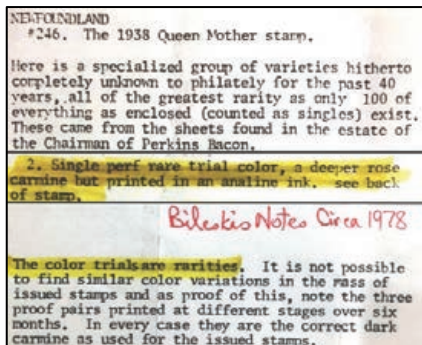 NEWFOUNDLAND
#246. The 1938 Queen Mother stamp.
Here is a specialized group of varieties hitherto
completely unknown to philately for the past 40
years, all of the greatest rarity as only 100 of
everything as enclosed (counted as singles) exist.
These came from the sheets found in the estate of
the Chairman of Perkins Bacon.
2. Single perf rare trial color, a deeper rose
carmine but printed in an analine ink. see back
of stamp.
Bileskis Notes Circa 1978
The color trials are rarities. It is not possible
to find similar color variations in the mass of
issued stamps and as proof of this, note the three
proof pairs printed at different stages over six
months. In every case they are the correct dark
carmine as used for the issued stamps.